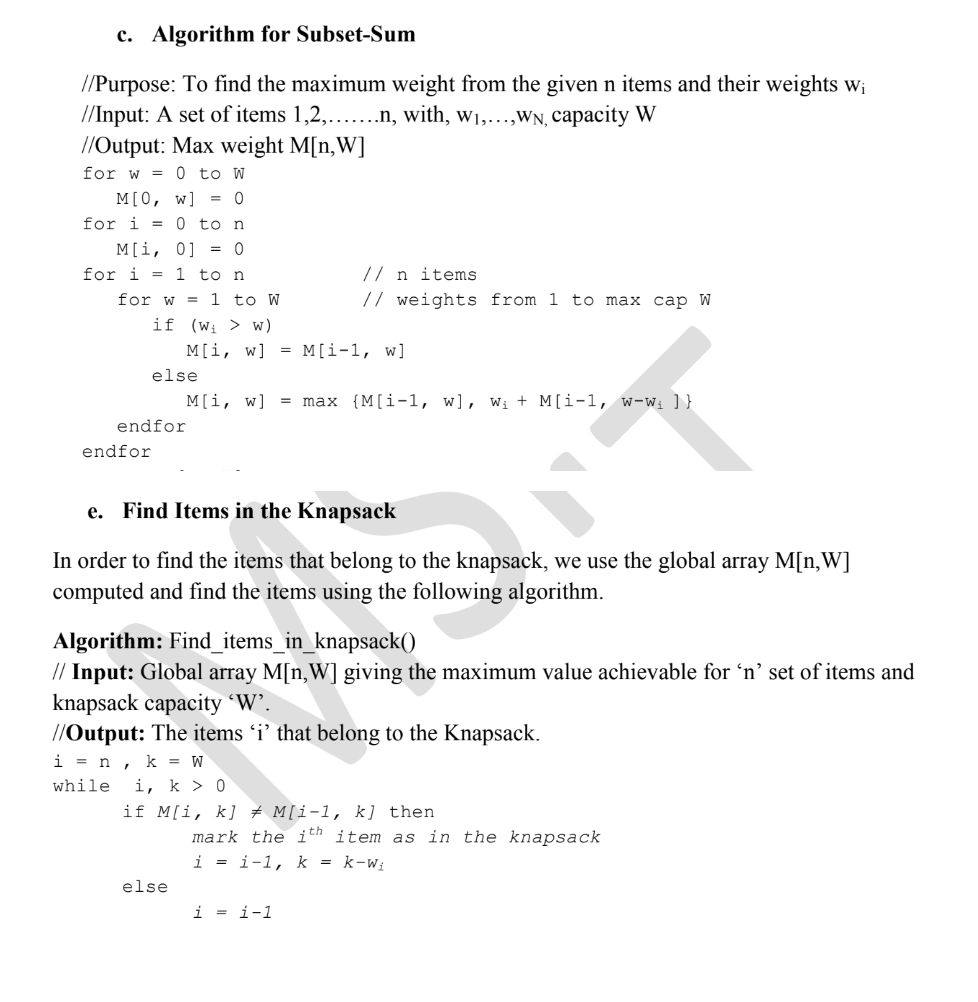 c. Algorithm for Subset-Sum
//Purpose: To find the maximum weight from the given n items and their weights wi
//Input: A set of items 1,2,…….n, with, w1,…,wN, capacity W
//Output: Max weight M[n,W]
for w = 0 to W
M[0, w] = 0
for i = 0 to n
M[i, 0] = 0
for i = 1 to n // n items
for w = 1 to W // weights from 1 to max cap W
if (wi > w)
M[i, w] = M[i-1, w]
else
M[i, w] = max {M[i-1, w], wi + M[i-1, w-wi ]}
endfor
endfor
e. Find Items in the Knapsack
In order to find the items that belong to the knapsack, we use the global array M[n,W]
computed and find the items using the following algorithm.
Algorithm: Find_items_in_knapsack()
// Input: Global array M[n,W] giving the maximum value achievable for ‘n’ set of items and
knapsack capacity ‘W’.
//Output: The items ‘i’ that belong to the Knapsack.
i = n , k = W
while i, k > 0
if M[i, k] ≠ M[i-1, k] then
mark the ith item as in the knapsack
i = i-1, k = k-wi
else
i = i-1
MSIT